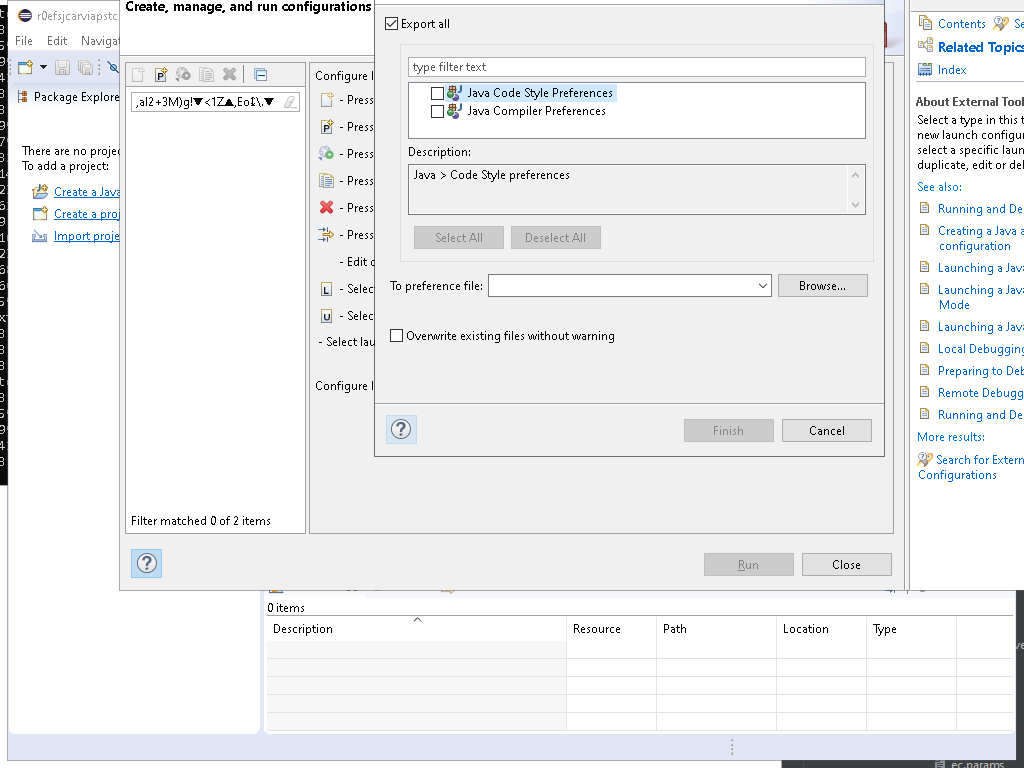 Create, manage, and run configurations
r0efsjcarviapstc
File Edit Navigat
Package Explore
There are no projec
To add a project:
Create a Java
Create a proj
Import proje
,al2+3M)g!▼<1Z▲,Eo⇩\.▼
Filter matched 0 of 2 items
Configure l
- Press
- Press
- Press
- Press
- Press
- Press
- Edit c
- Selec
- Selec
- Select lau
Configure l
Export all
type filter text
Java Code Style Preferences
Java Compiler Preferences
Description:
Java > Code Style preferences
Select All Deselect All
To preference file: Browse...
Overwrite existing files without warning
Finish Cancel
Run Close
Contents Se
Related Topics
Index
About External Tool
Select a type in this t
new launch configur
select a specific laun
duplicate, edit or del
See also:
Running and De
Creating a Java a
configuration
Launching a Java
Launching a Java
Mode
Launching a Java
Local Debugging
Preparing to Deb
Remote Debugg
Running and De
More results:
Search for Extern
Configurations
0 items
Description Resource Path Location Type
ec.params